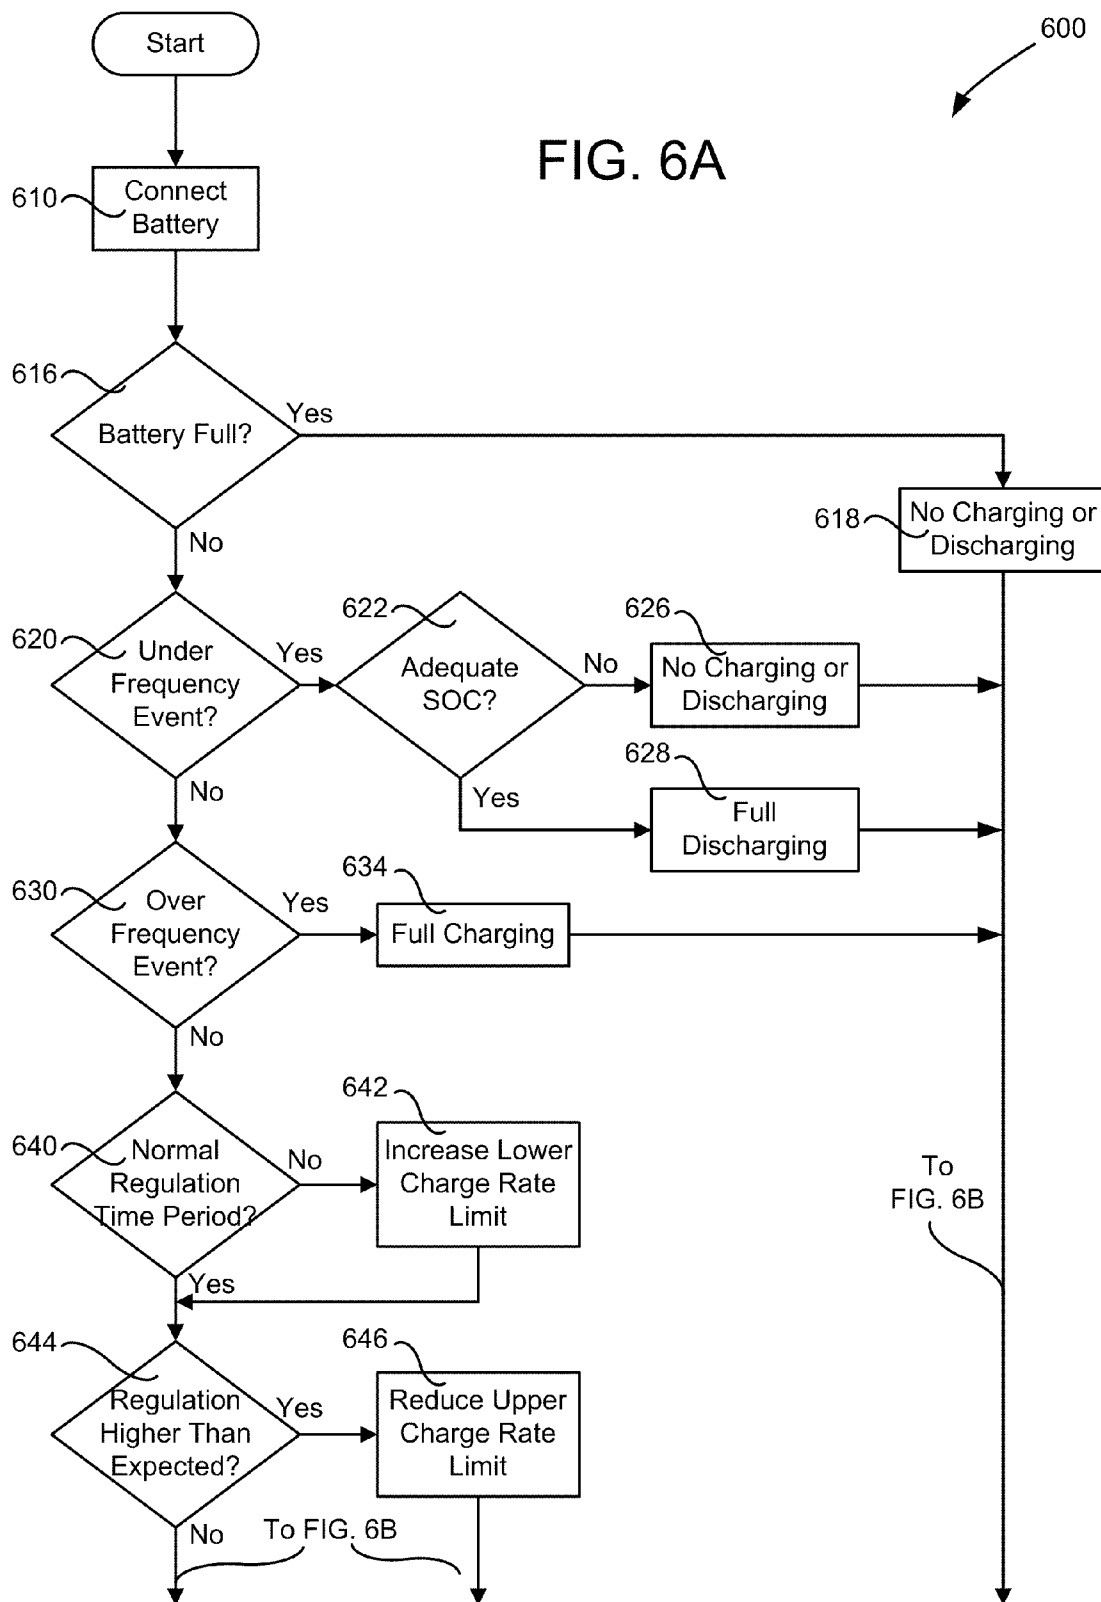 Start
600
FIG. 6A
610
Connect
Battery
616
Battery Full?
Yes
No
618
No Charging or
Discharging
620
Under
Frequency
Event?
Yes
No
622
Adequate
SOC?
No
Yes
626
No Charging or
Discharging
628
Full
Discharging
630
Over
Frequency
Event?
Yes
No
634
Full Charging
640
Normal
Regulation
Time Period?
No
Yes
642
Increase Lower
Charge Rate
Limit
To
FIG. 6B
644
Regulation
Higher Than
Expected?
Yes
No
646
Reduce Upper
Charge Rate
Limit
To FIG. 6B